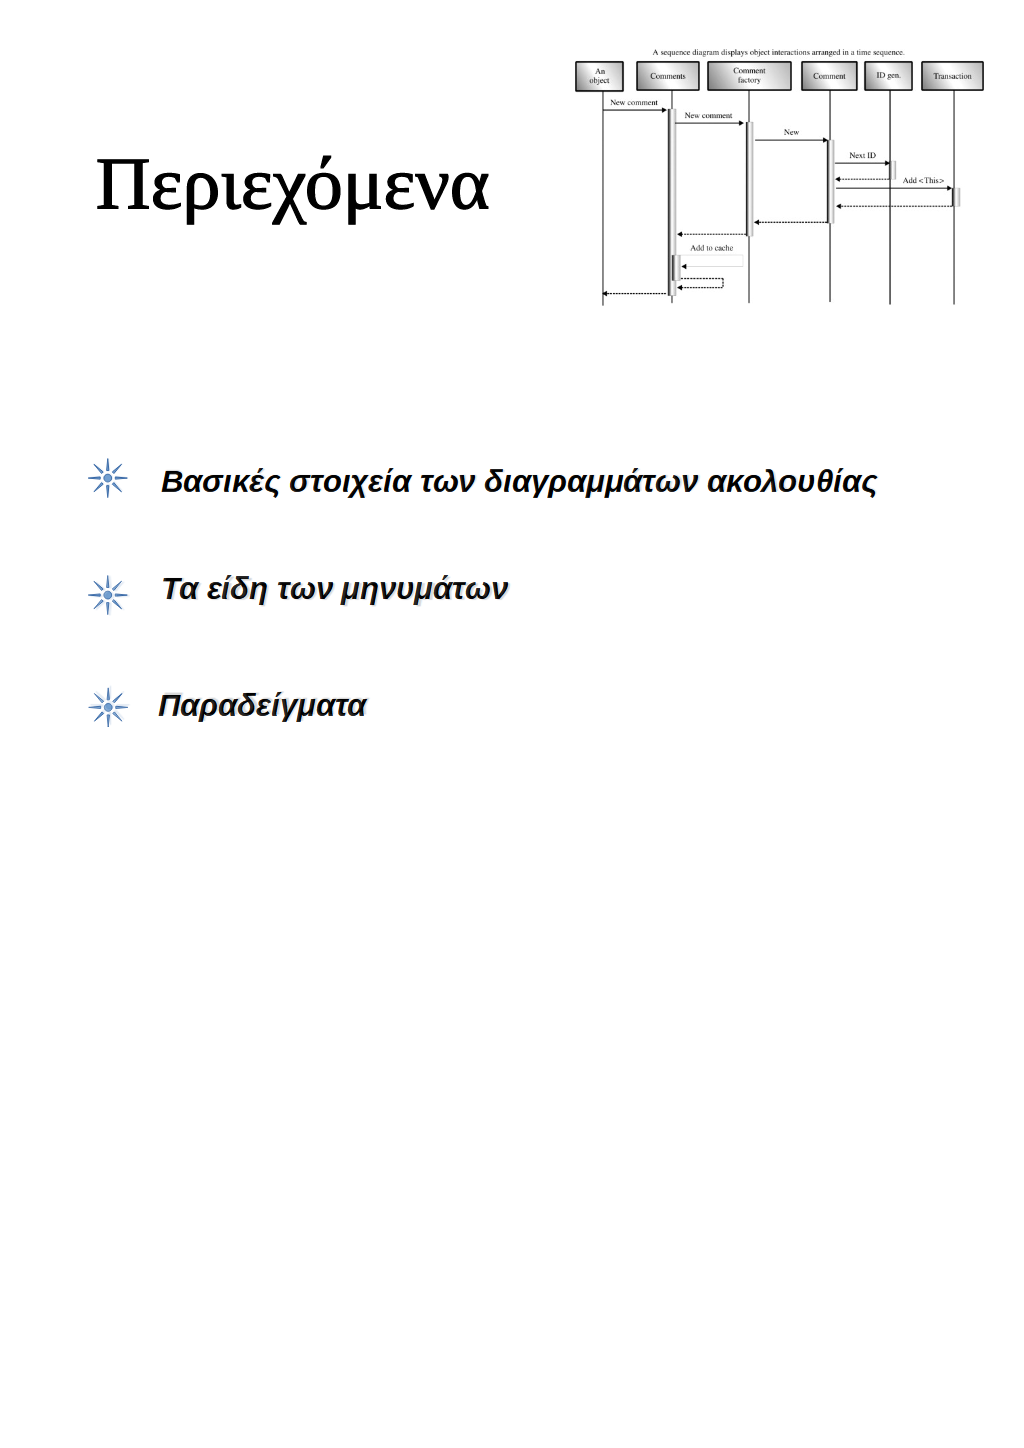 A sequence diagram displays object interactions arranged in a time sequence.
An
object
Comments
Comment
factory
Comment
ID gen.
Transaction
New comment
New comment
New
Next ID
Add <This>
Add to cache
Περιεχόμενα
Βασικές στοιχεία των διαγραμμάτων ακολουθίας
Τα είδη των μηνυμάτων
Παραδείγματα